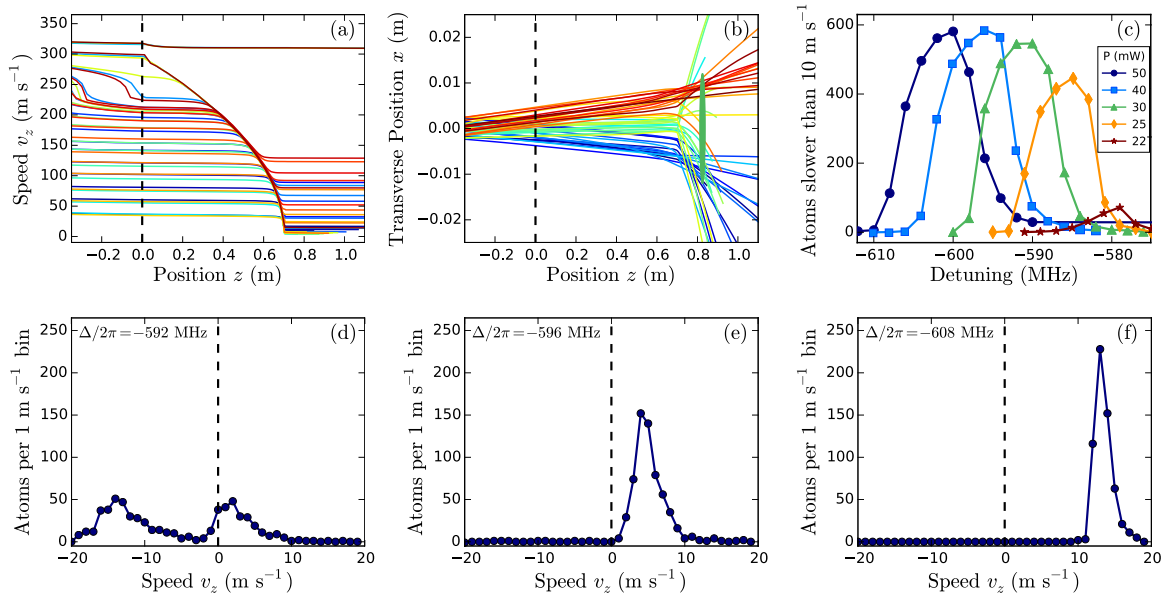 (a)
Speed v_z (m s⁻¹)
350
300
250
200
150
100
50
0
−0.2 0.0 0.2 0.4 0.6 0.8 1.0
Position z (m)
(b)
Transverse Position x (m)
0.02
0.01
0.00
−0.01
−0.02
−0.2 0.0 0.2 0.4 0.6 0.8 1.0
Position z (m)
(c)
Atoms slower than 10 m s⁻¹
600
400
200
0
−610 −600 −590 −580
Detuning (MHz)
P (mW)
50
40
30
25
22
Δ/2π=−592 MHz
(d)
Atoms per 1 m s⁻¹ bin
250
200
150
100
50
0
−20 −10 0 10 20
Speed v_z (m s⁻¹)
Δ/2π=−596 MHz
(e)
Atoms per 1 m s⁻¹ bin
250
200
150
100
50
0
−20 −10 0 10 20
Speed v_z (m s⁻¹)
Δ/2π=−608 MHz
(f)
Atoms per 1 m s⁻¹ bin
250
200
150
100
50
0
−20 −10 0 10 20
Speed v_z (m s⁻¹)